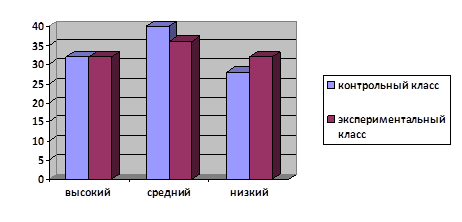 40
35
30
25
20
15
10
5
0
высокий средний низкий
контрольный класс
экспериментальный
класс